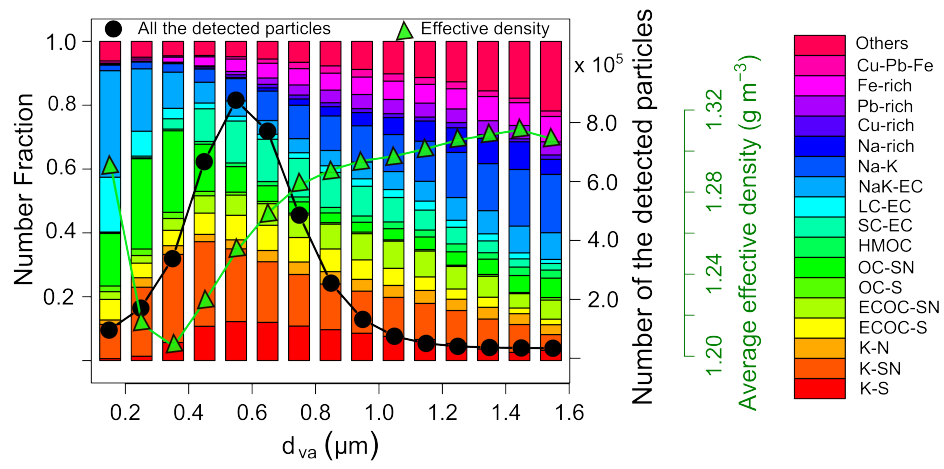 All the detected particles
Effective density
1.0
0.8
0.6
0.4
0.2
Number Fraction
0.2
0.4
0.6
0.8
1.0
1.2
1.4
1.6
dva (μm)
x 10⁵
8.0
6.0
4.0
2.0
Number of the detected particles
1.32
1.28
1.24
1.20
Average effective density (g m⁻³)
Others
Cu-Pb-Fe
Fe-rich
Pb-rich
Cu-rich
Na-rich
Na-K
NaK-EC
LC-EC
SC-EC
HMOC
OC-SN
OC-S
ECOC-SN
ECOC-S
K-N
K-SN
K-S